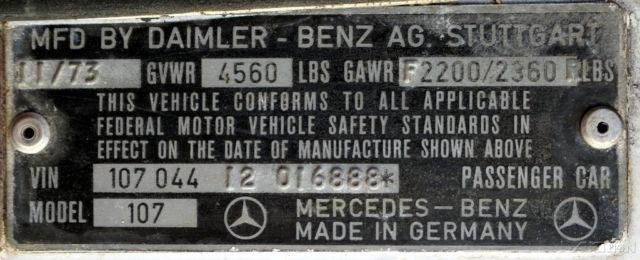 MFD BY DAIMLER - BENZ AG. STUTTGART
11/73 GVWR 4560 LBS GAWR F2200/2360 R LBS
THIS VEHICLE CONFORMS TO ALL APPLICABLE
FEDERAL MOTOR VEHICLE SAFETY STANDARDS IN
EFFECT ON THE DATE OF MANUFACTURE SHOWN ABOVE
VIN 107 044 12 016888* PASSENGER CAR
MODEL 107 MERCEDES-BENZ
MADE IN GERMANY